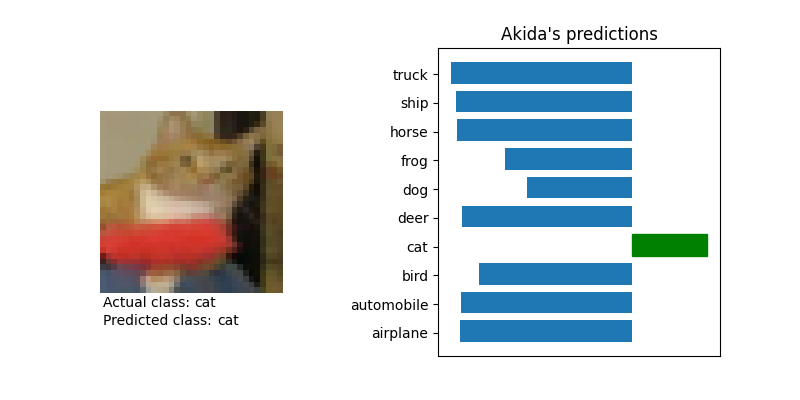 Akida's predictions
truck
ship
horse
frog
dog
deer
cat
bird
automobile
airplane
Actual class: cat
Predicted class: cat